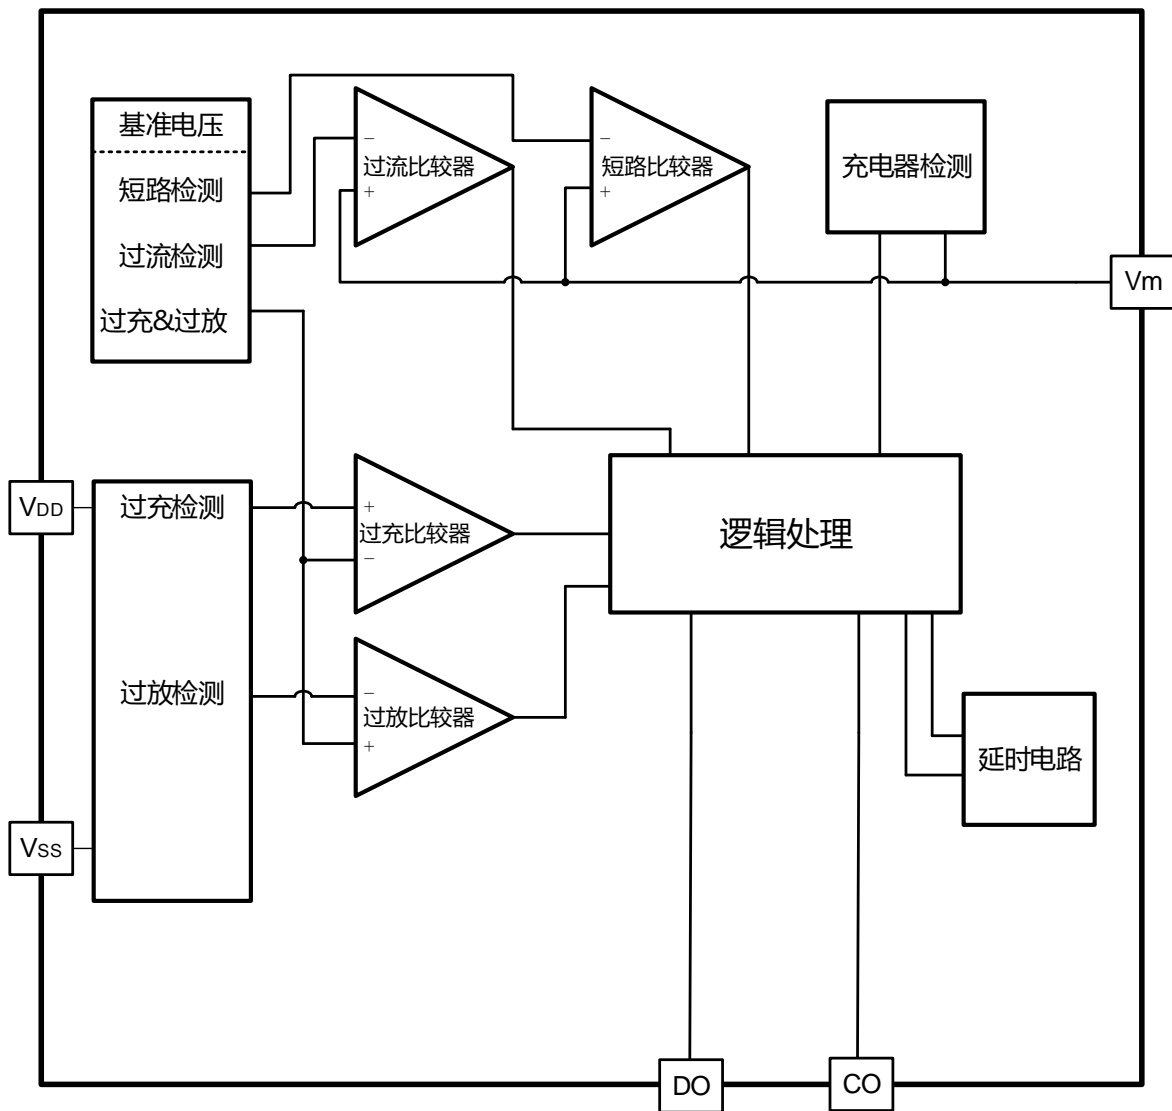 基准电压
短路检测
过流检测
过充&过放
−
过流比较器
+
−
短路比较器
+
充电器检测
Vm
VDD
过充检测
+
过充比较器
−
逻辑处理
过放检测
−
过放比较器
+
延时电路
VSS
DO
CO